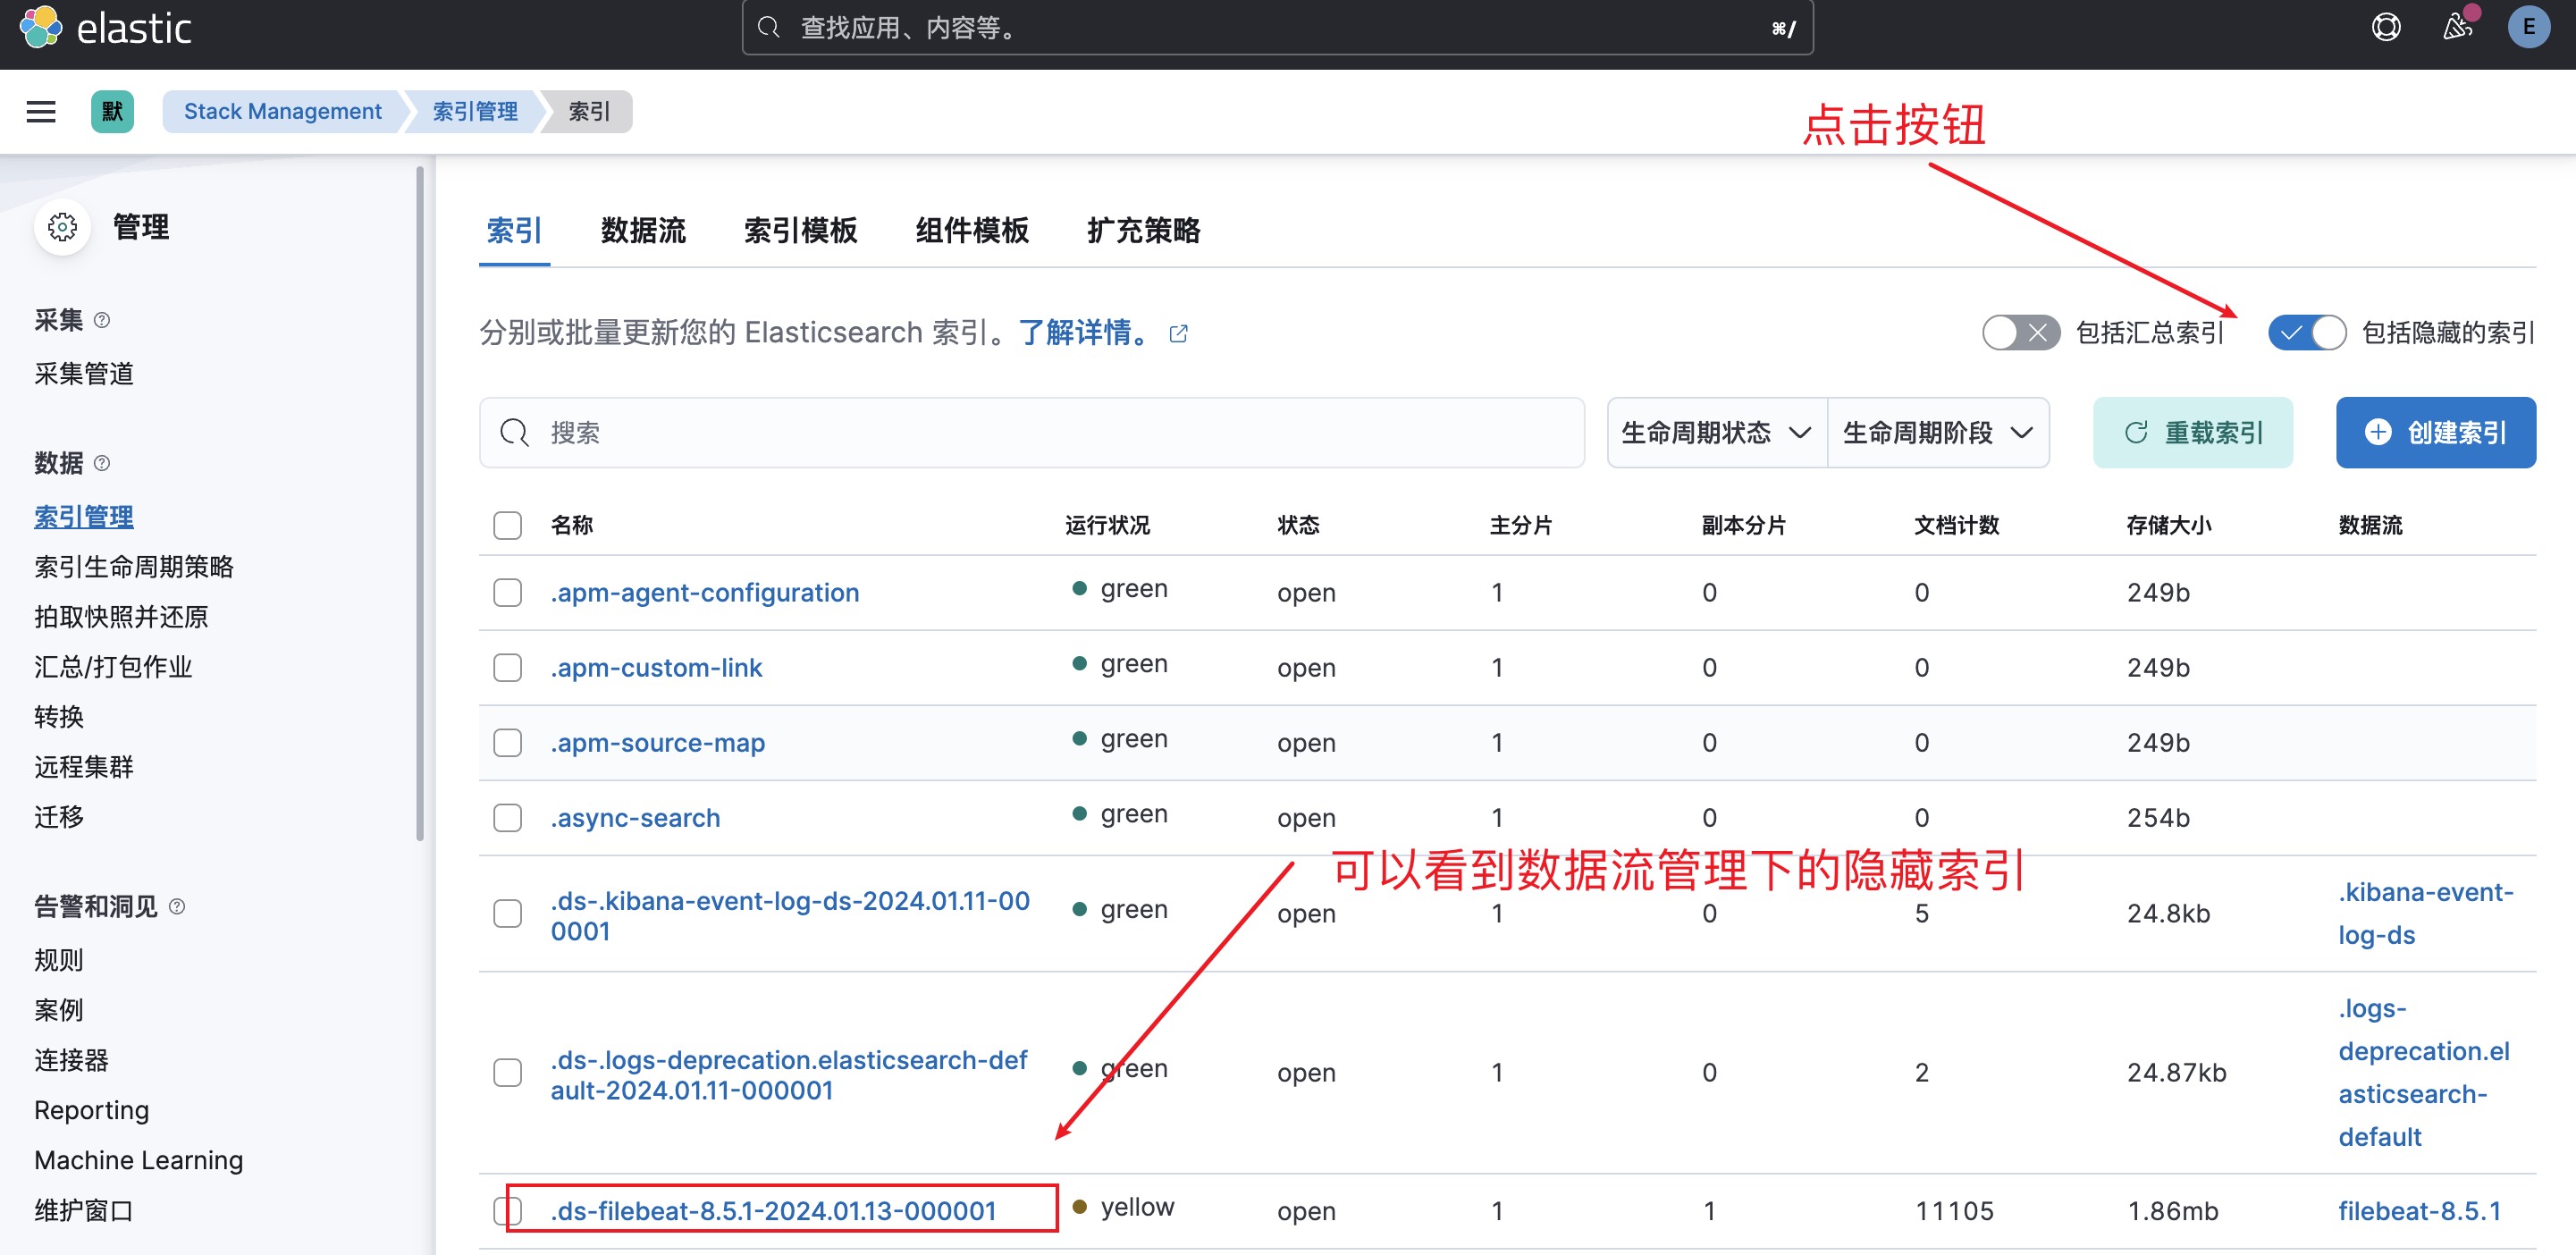 elastic
查找应用、内容等。
⌘/
E
默
Stack Management
索引管理
索引
点击按钮
管理
采集
采集管道
数据
索引管理
索引生命周期策略
拍取快照并还原
汇总/打包作业
转换
远程集群
迁移
告警和洞见
规则
案例
连接器
Reporting
Machine Learning
维护窗口
索引 数据流 索引模板 组件模板 扩充策略
分别或批量更新您的 Elasticsearch 索引。了解详情。
包括汇总索引
包括隐藏的索引
搜索
生命周期状态
生命周期阶段
重载索引
创建索引
名称 运行状况 状态 主分片 副本分片 文档计数 存储大小 数据流
.apm-agent-configuration green open 1 0 0 249b
.apm-custom-link green open 1 0 0 249b
.apm-source-map green open 1 0 0 249b
.async-search green open 1 0 0 254b
可以看到数据流管理下的隐藏索引
.ds-.kibana-event-log-ds-2024.01.11-00
0001
green open 1 0 5 24.8kb
.kibana-event-
log-ds
.ds-.logs-deprecation.elasticsearch-def
ault-2024.01.11-000001
green open 1 0 2 24.87kb
.logs-
deprecation.el
asticsearch-
default
.ds-filebeat-8.5.1-2024.01.13-000001 yellow open 1 1 11105 1.86mb filebeat-8.5.1